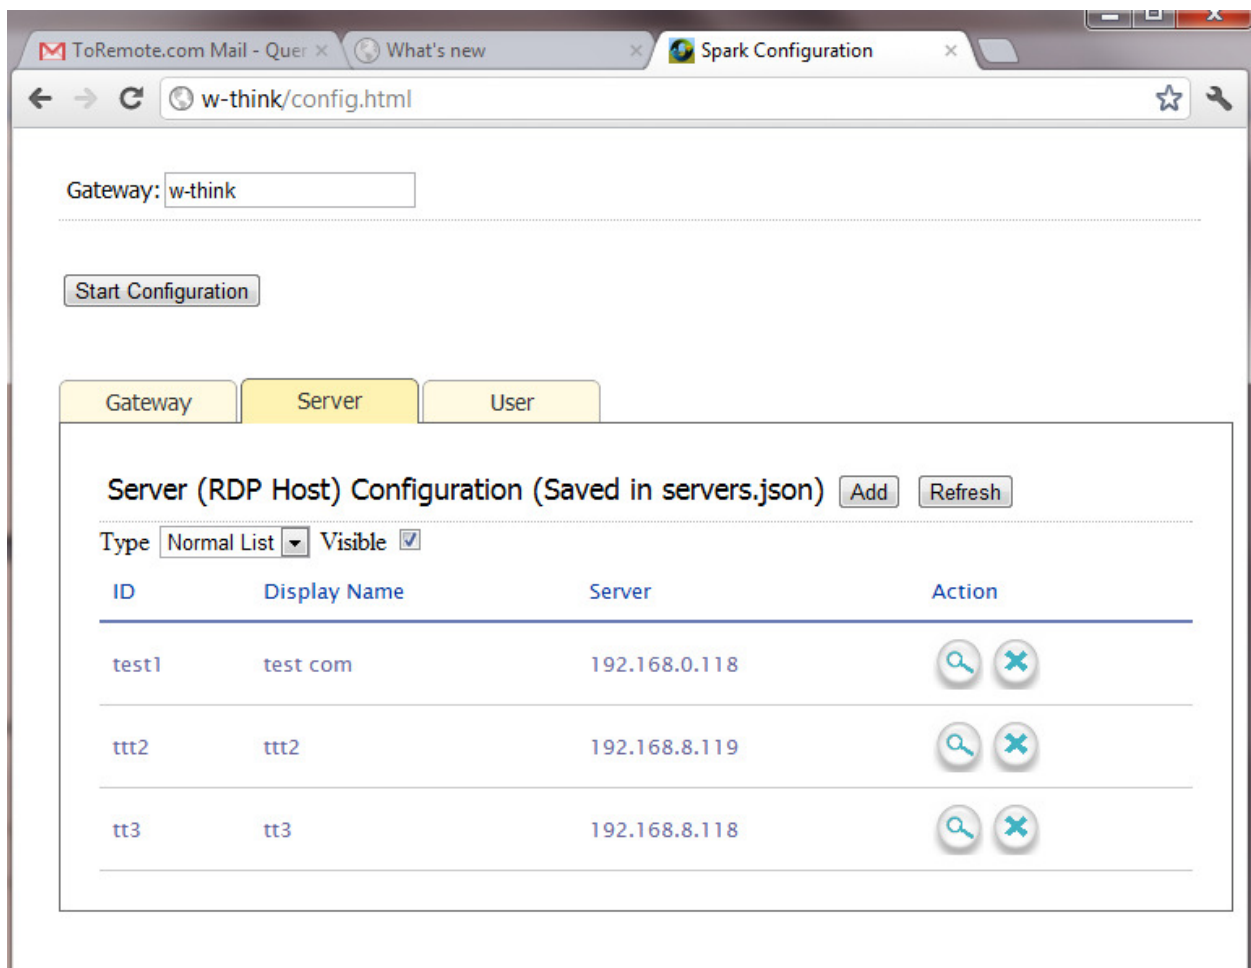 ToRemote.com Mail - Quer What's new Spark Configuration
w-think/config.html
Gateway: w-think
Start Configuration
Gateway Server User
Server (RDP Host) Configuration (Saved in servers.json) Add Refresh
Type Normal List Visible
ID Display Name Server Action
test1 test com 192.168.0.118
ttt2 ttt2 192.168.8.119
tt3 tt3 192.168.8.118